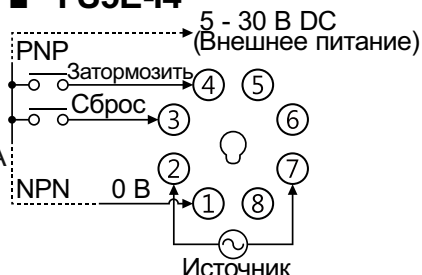 5 - 30 В DC
(Внешнее питание)
PNP
Затормозить
4 5
Сброс
3 6
2 7
NPN 0 В
1 8
Источник